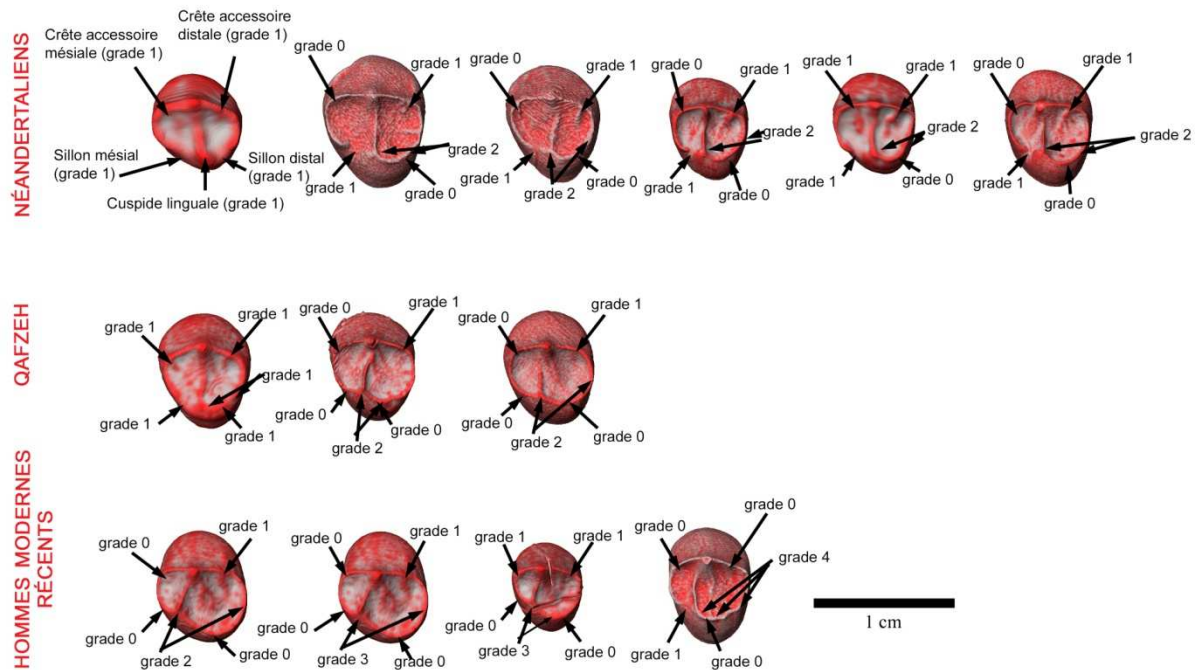 NÉANDERTALIENS
Crête accessoire
mésiale (grade 1)
Crête accessoire
distale (grade 1)
Sillon mésial
(grade 1)
Sillon distal
(grade 1)
Cuspide linguale (grade 1)
grade 0
grade 1
grade 2
grade 1
grade 0
grade 0
grade 1
grade 1
grade 2
grade 0
grade 0
grade 1
grade 2
grade 1
grade 0
grade 1
grade 1
grade 2
grade 1
grade 0
grade 0
grade 1
grade 2
grade 1
grade 0
QAFZEH
grade 1
grade 1
grade 1
grade 1
grade 1
grade 0
grade 1
grade 0
grade 2
grade 0
grade 0
grade 1
grade 0
grade 2
grade 0
HOMMES MODERNES
RÉCENTS
grade 0
grade 1
grade 0
grade 2
grade 0
grade 0
grade 1
grade 0
grade 3
grade 0
grade 1
grade 1
grade 0
grade 3
grade 0
grade 0
grade 0
grade 4
grade 1
grade 0
1 cm